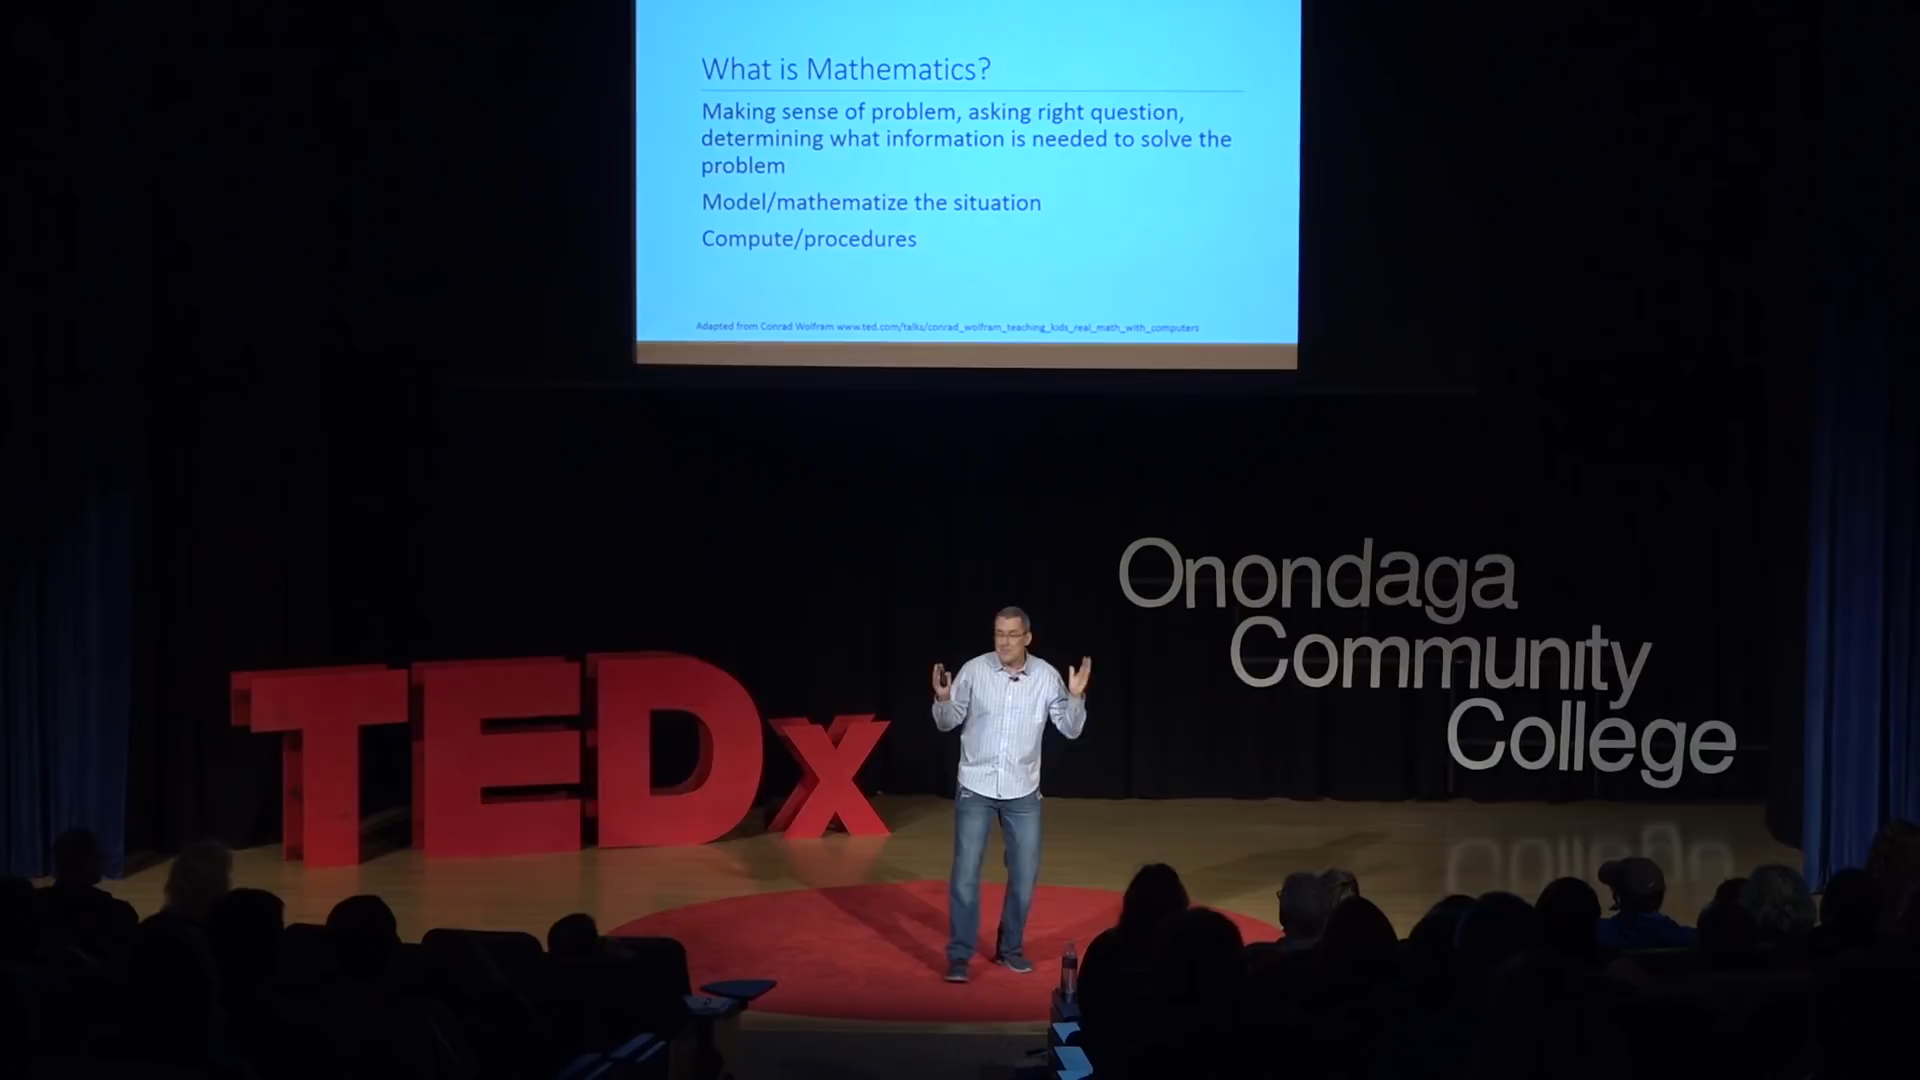 What is Mathematics?
Making sense of problem, asking right question,
determining what information is needed to solve the
problem
Model/mathematize the situation
Compute/procedures
Adapted from Conrad Wolfram www.ted.com/talks/conrad_wolfram_teaching_kids_real_math_with_computers
Onondaga
Community
College
TEDx